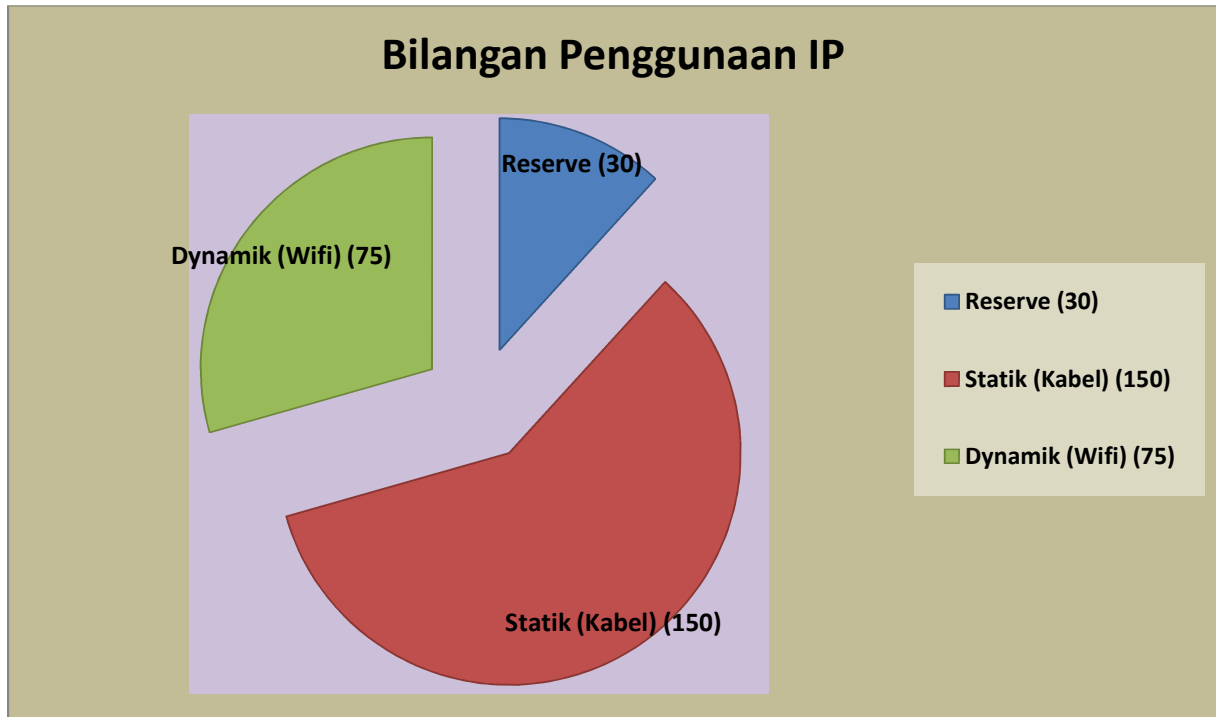 Bilangan Penggunaan IP
Reserve (30)
Dynamik (Wifi) (75)
Statik (Kabel) (150)
Reserve (30)
Statik (Kabel) (150)
Dynamik (Wifi) (75)